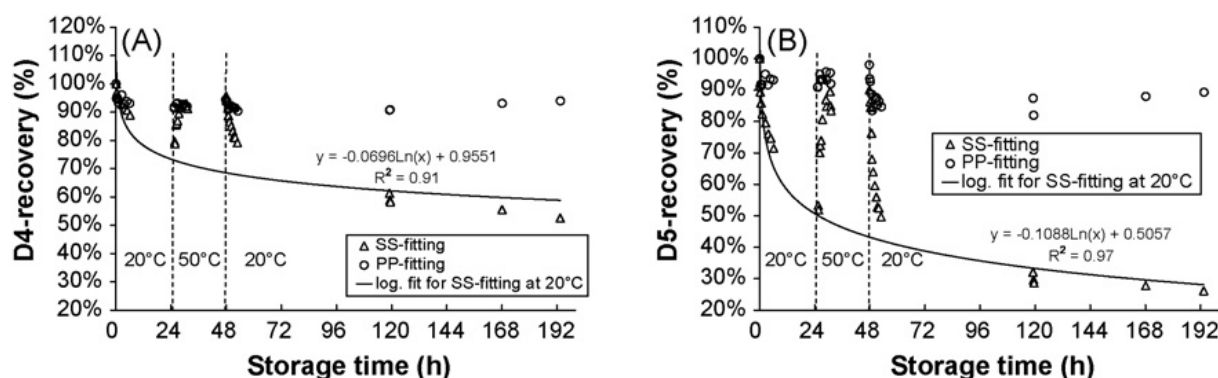 (A)
120%
110%
100%
90%
80%
70%
60%
50%
40%
30%
20%
D4-recovery (%)
y = -0.0696Ln(x) + 0.9551
R² = 0.91
20°C 50°C 20°C
SS-fitting
PP-fitting
log. fit for SS-fitting at 20°C
0 24 48 72 96 120 144 168 192
Storage time (h)
(B)
110%
100%
90%
80%
70%
60%
50%
40%
30%
20%
D5-recovery (%)
SS-fitting
PP-fitting
log. fit for SS-fitting at 20°C
y = -0.1088Ln(x) + 0.5057
R² = 0.97
20°C 50°C 20°C
0 24 48 72 96 120 144 168 192
Storage time (h)